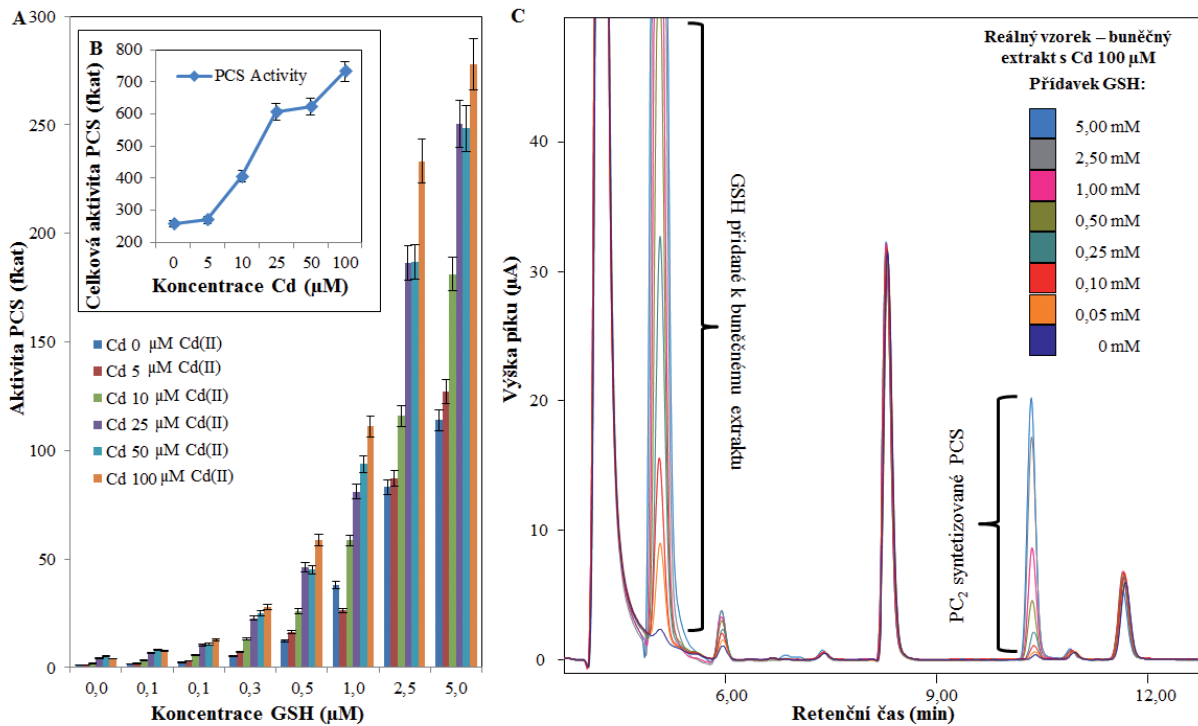 A
300
250
200
150
100
50
0
Aktivita PCS (fkat)
0,0 0,1 0,1 0,3 0,5 1,0 2,5 5,0
Koncentrace GSH (µM)
B
800
700
600
500
400
300
200
Celková aktivita PCS (fkat)
PCS Activity
0 5 10 25 50 100
Koncentrace Cd (µM)
Cd 0 µM Cd(II)
Cd 5 µM Cd(II)
Cd 10 µM Cd(II)
Cd 25 µM Cd(II)
Cd 50 µM Cd(II)
Cd 100 µM Cd(II)
C
40
30
20
10
0
Výška píku (µA)
GSH přidané k buněčnému extraktu
PC₂ syntetizované PCS
Reálný vzorek – buněčný
extrakt s Cd 100 µM
Přídavek GSH:
5,00 mM
2,50 mM
1,00 mM
0,50 mM
0,25 mM
0,10 mM
0,05 mM
0 mM
6,00 9,00 12,00
Retenční čas (min)